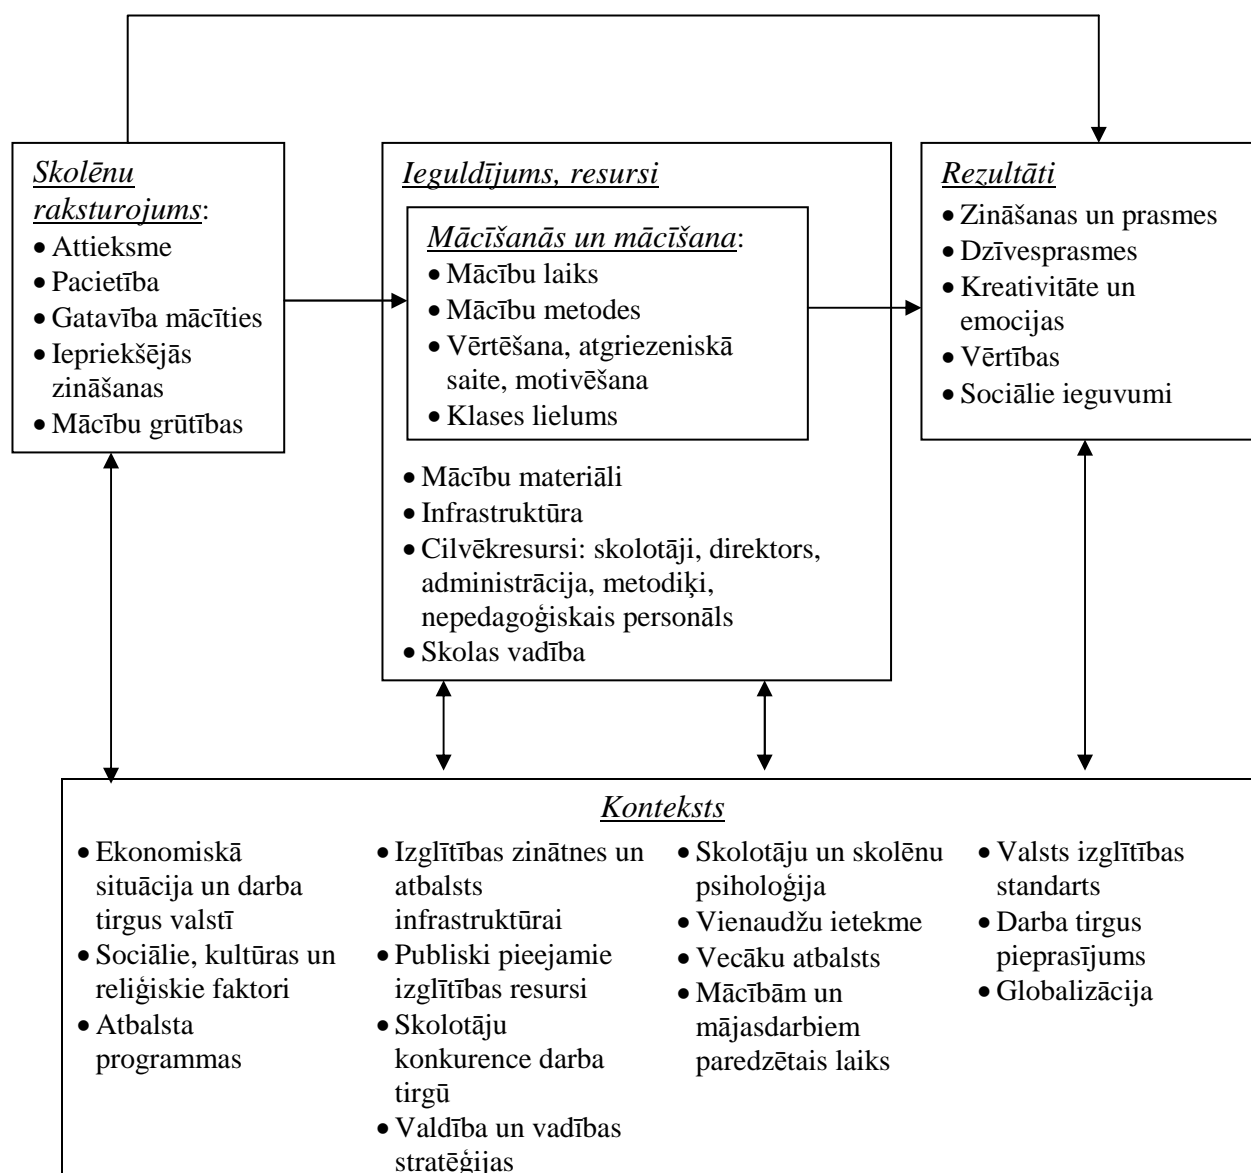 Skolēnu
raksturojums:
• Attieksme
• Pacietība
• Gatavība mācīties
• Iepriekšējās
zināšanas
• Mācību grūtības
Ieguldījums, resursi
Mācīšanās un mācīšana:
• Mācību laiks
• Mācību metodes
• Vērtēšana, atgriezeniskā
saite, motivēšana
• Klases lielums
• Mācību materiāli
• Infrastruktūra
• Cilvēkresursi: skolotāji, direktors,
administrācija, metodiķi,
nepedagoģiskais personāls
• Skolas vadība
Rezultāti
• Zināšanas un prasmes
• Dzīvesprasmes
• Kreativitāte un
emocijas
• Vērtības
• Sociālie ieguvumi
Konteksts
• Ekonomiskā
situācija un darba
tirgus valstī
• Sociālie, kultūras un
reliģiskie faktori
• Atbalsta
programmas
• Izglītības zinātnes un
atbalsts
infrastruktūrai
• Publiski pieejamie
izglītības resursi
• Skolotāju
konkurence darba
tirgū
• Valdība un vadības
stratēģijas
• Skolotāju un skolēnu
psiholoģija
• Vienaudžu ietekme
• Vecāku atbalsts
• Mācībām un
mājasdarbiem
paredzētais laiks
• Valsts izglītības
standarts
• Darba tirgus
pieprasījums
• Globalizācija